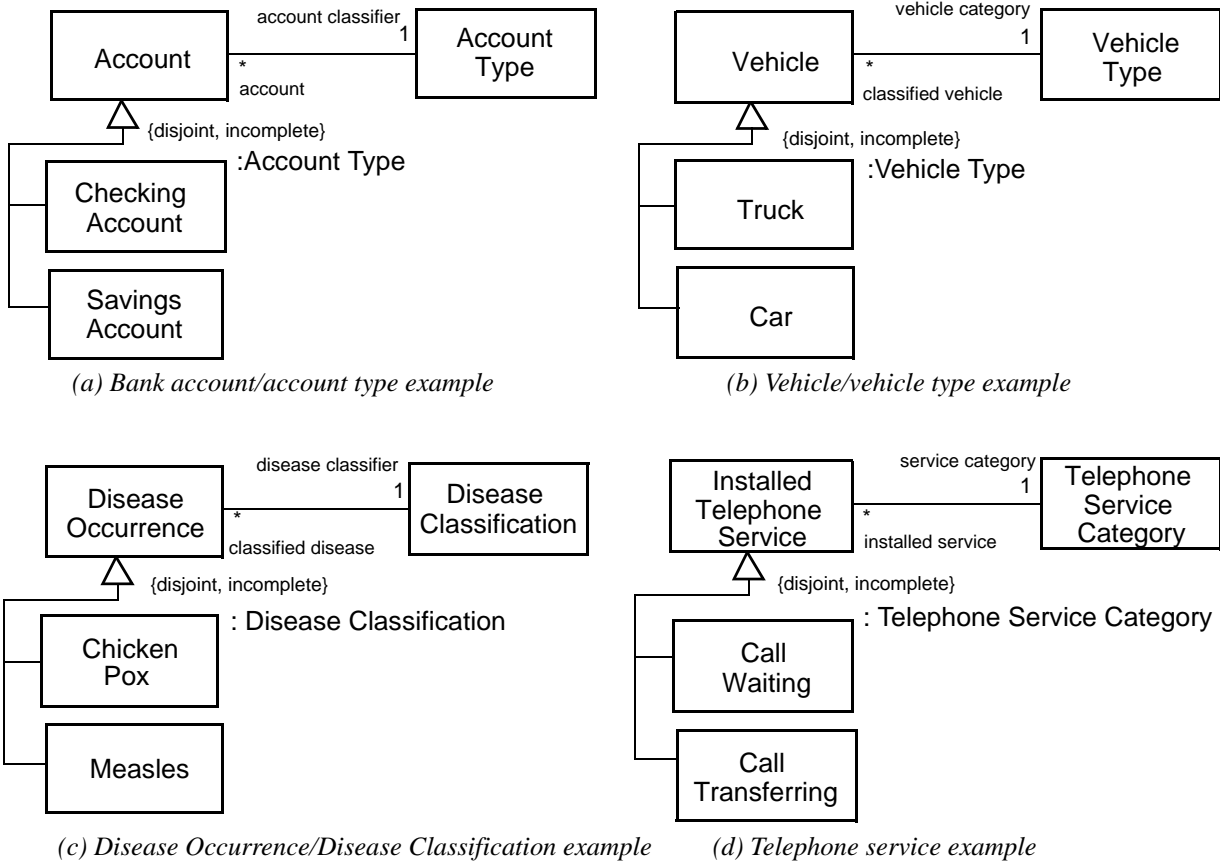 account classifier
1
Account
Account
Type
*
account
{disjoint, incomplete}
:Account Type
Checking
Account
Savings
Account
(a) Bank account/account type example
vehicle category
1
Vehicle
Vehicle
Type
*
classified vehicle
{disjoint, incomplete}
:Vehicle Type
Truck
Car
(b) Vehicle/vehicle type example
disease classifier
1
Disease
Occurrence
Disease
Classification
*
classified disease
{disjoint, incomplete}
: Disease Classification
Chicken
Pox
Measles
(c) Disease Occurrence/Disease Classification example
service category
1
Installed
Telephone
Service
Telephone
Service
Category
*
installed service
{disjoint, incomplete}
: Telephone Service Category
Call
Waiting
Call
Transferring
(d) Telephone service example